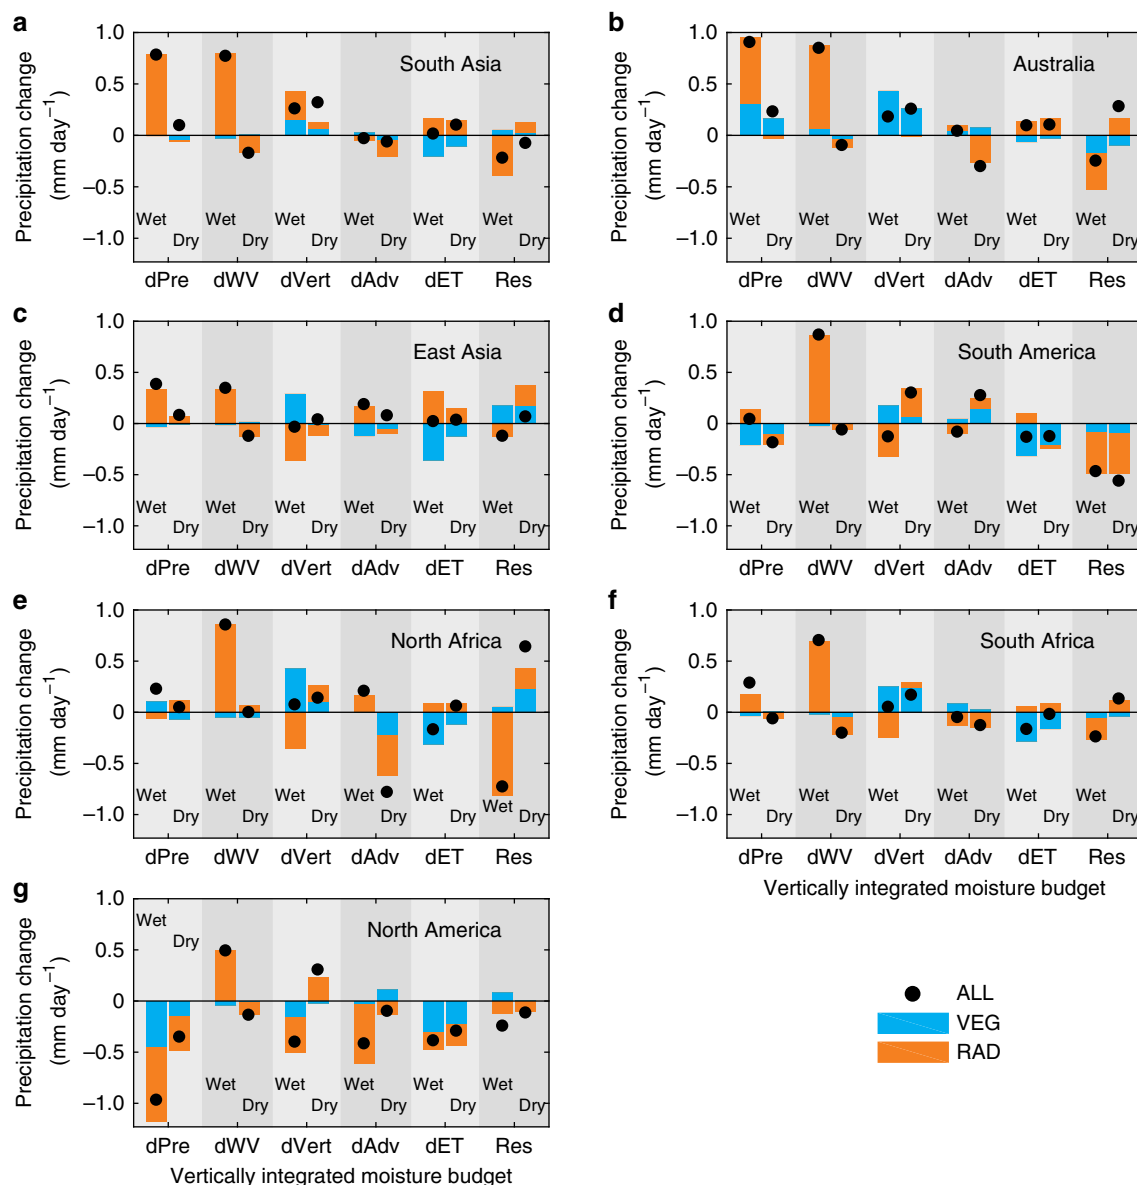 a
Precipitation change
(mm day⁻¹)
1.0
0.5
0
−0.5
−1.0
South Asia
Wet Wet Wet Wet Wet Wet
Dry Dry Dry Dry Dry Dry
dPre dWV dVert dAdv dET Res
b
Precipitation change
(mm day⁻¹)
1.0
0.5
0
−0.5
−1.0
Australia
Wet Wet Wet Wet Wet Wet
Dry Dry Dry Dry Dry Dry
dPre dWV dVert dAdv dET Res
c
Precipitation change
(mm day⁻¹)
1.0
0.5
0
−0.5
−1.0
East Asia
Wet Wet Wet Wet Wet Wet
Dry Dry Dry Dry Dry Dry
dPre dWV dVert dAdv dET Res
d
Precipitation change
(mm day⁻¹)
1.0
0.5
0
−0.5
−1.0
South America
Wet Wet Wet Wet Wet Wet
Dry Dry Dry Dry Dry Dry
dPre dWV dVert dAdv dET Res
e
Precipitation change
(mm day⁻¹)
1.0
0.5
0
−0.5
−1.0
North Africa
Wet Wet Wet Wet Wet Wet
Dry Dry Dry Dry Dry Dry
dPre dWV dVert dAdv dET Res
f
Precipitation change
(mm day⁻¹)
1.0
0.5
0
−0.5
−1.0
South Africa
Wet Wet Wet Wet Wet Wet
Dry Dry Dry Dry Dry Dry
dPre dWV dVert dAdv dET Res
Vertically integrated moisture budget
g
Precipitation change
(mm day⁻¹)
1.0
0.5
0
−0.5
−1.0
North America
Wet
Dry
Wet Wet Wet Wet Wet
Dry Dry Dry Dry Dry
dPre dWV dVert dAdv dET Res
Vertically integrated moisture budget
ALL
VEG
RAD